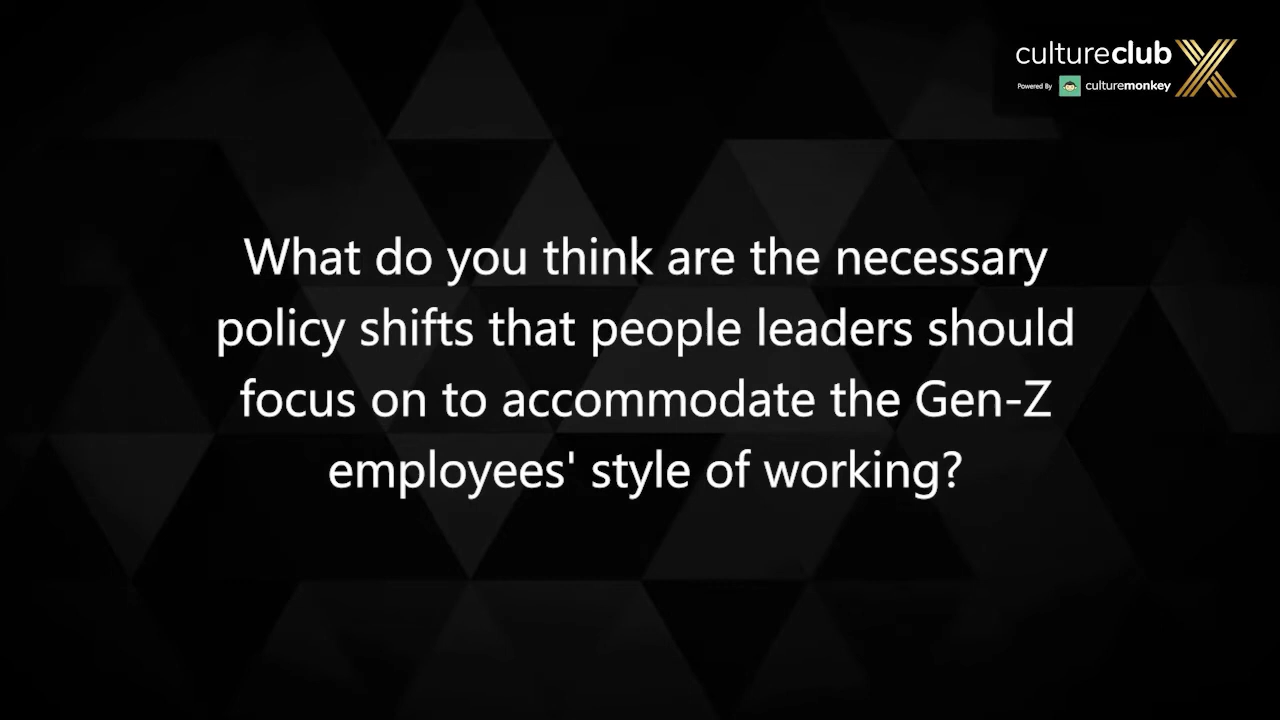 cultureclub
Powered By culturemonkey
What do you think are the necessary
policy shifts that people leaders should
focus on to accommodate the Gen-Z
employees' style of working?